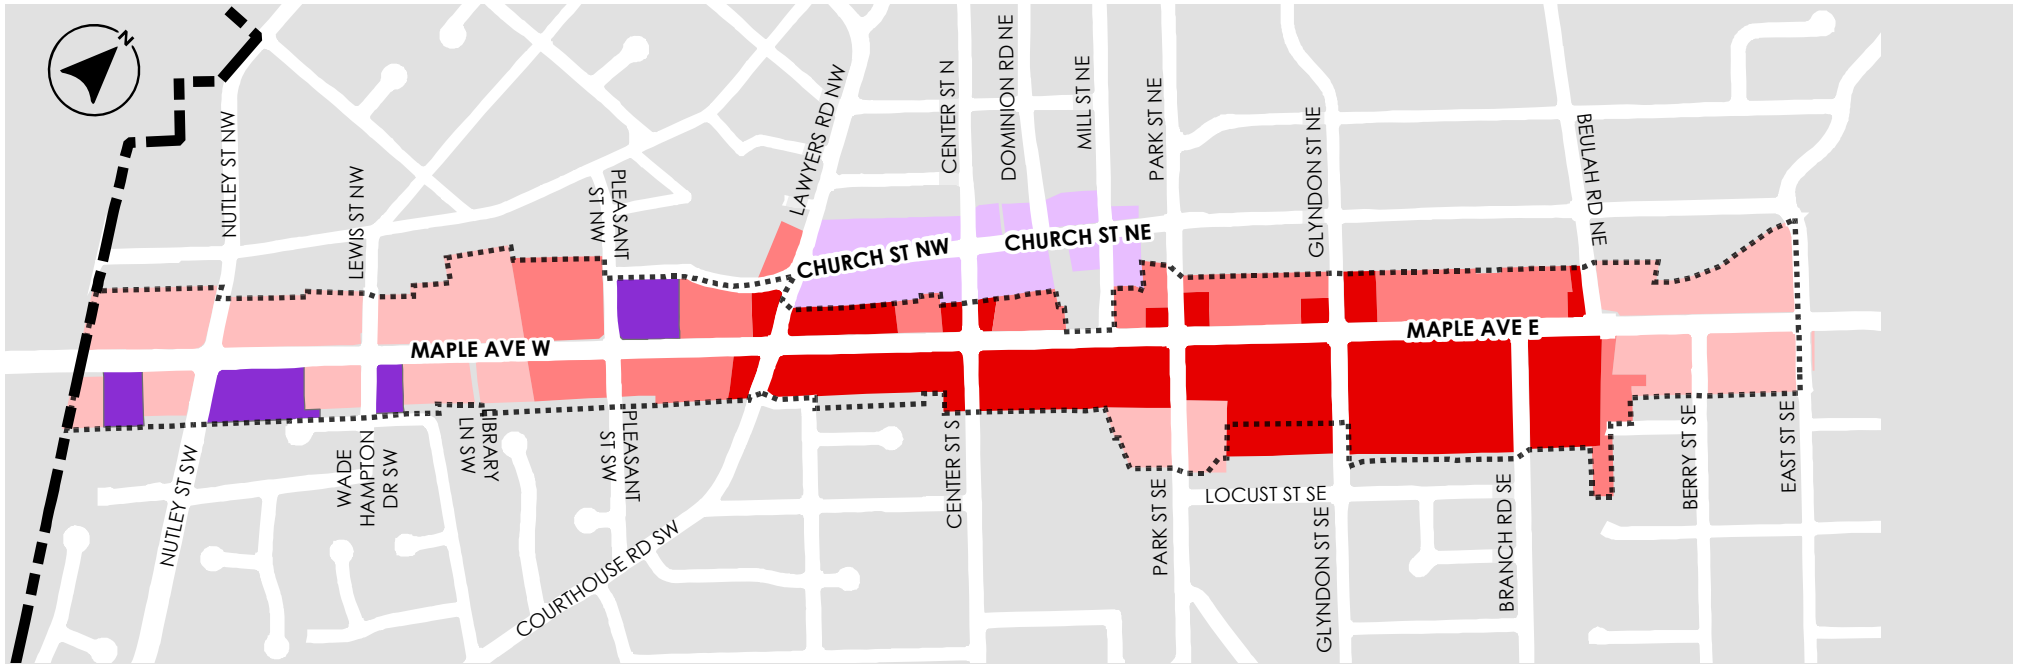 N
NUTLEY ST NW
LEWIS ST NW
PLEASANT
ST NW
LAWYERS RD NW
CENTER ST N
DOMINION RD NE
MILL ST NE
PARK ST NE
GLYNDON ST NE
BEULAH RD NE
CHURCH ST NW
CHURCH ST NE
MAPLE AVE W
MAPLE AVE E
NUTLEY ST SW
WADE
HAMPTON
DR SW
LIBRARY
LN SW
PLEASANT
ST SW
COURTHOUSE RD SW
CENTER ST S
PARK ST SE
LOCUST ST SE
GLYNDON ST SE
BRANCH RD SE
BERRY ST SE
EAST ST SE